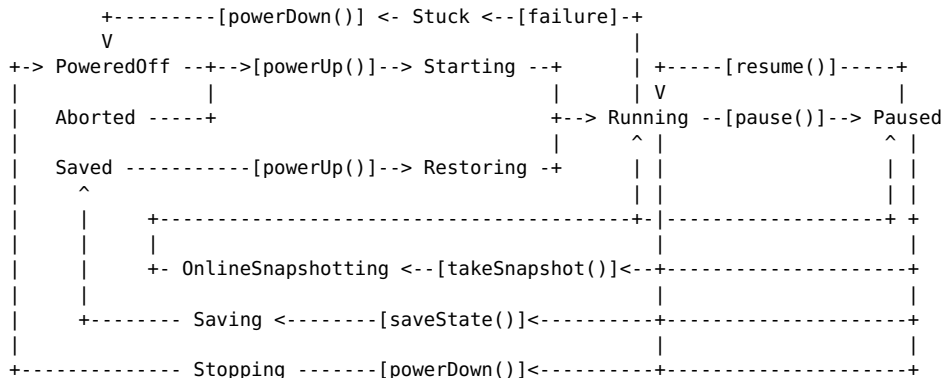 +---------[powerDown()] <- Stuck <--[failure]-+
V                                             |
+-> PoweredOff --+-->[powerUp()]--> Starting --+      | +-----[resume()]-----+
|                |                             |      | V                    |
|   Aborted -----+                             +--> Running --[pause()]--> Paused
|                                              |      ^ |                   ^ |
|   Saved -----------[powerUp()]--> Restoring -+      | |                   | |
|     ^                                               | |                   | |
|     |     +-----------------------------------------+-|-------------------+ +
|     |     |                                           |                     |
|     |     +- OnlineSnapshotting <--[takeSnapshot()]<--+---------------------+
|     |                                                 |                     |
|     +-------- Saving <--------[saveState()]<----------+---------------------+
|                                                       |                     |
+-------------- Stopping -------[powerDown()]<----------+---------------------+